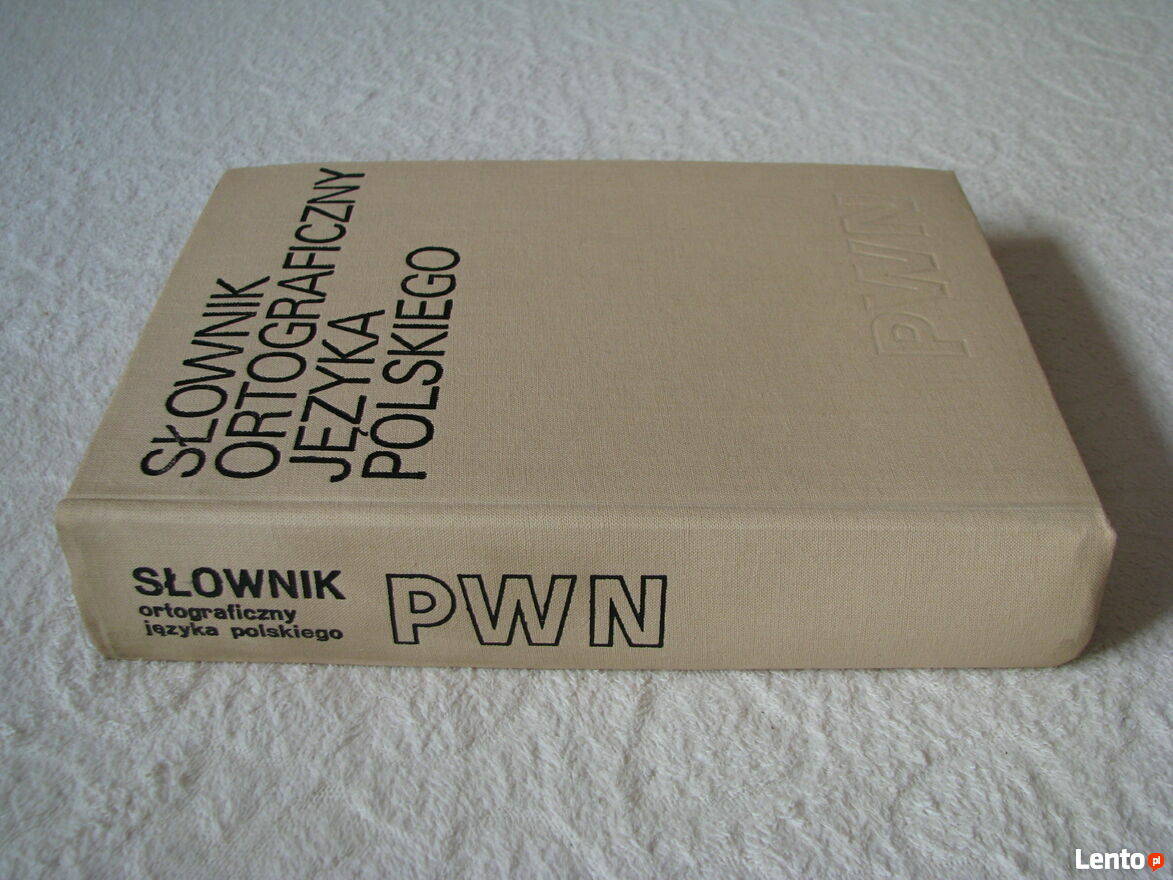 SŁOWNIK
ORTOGRAFICZNY
JĘZYKA
POLSKIEGO
PWN
SŁOWNIK
ortograficzny
języka polskiego
PWN
Lento.pl